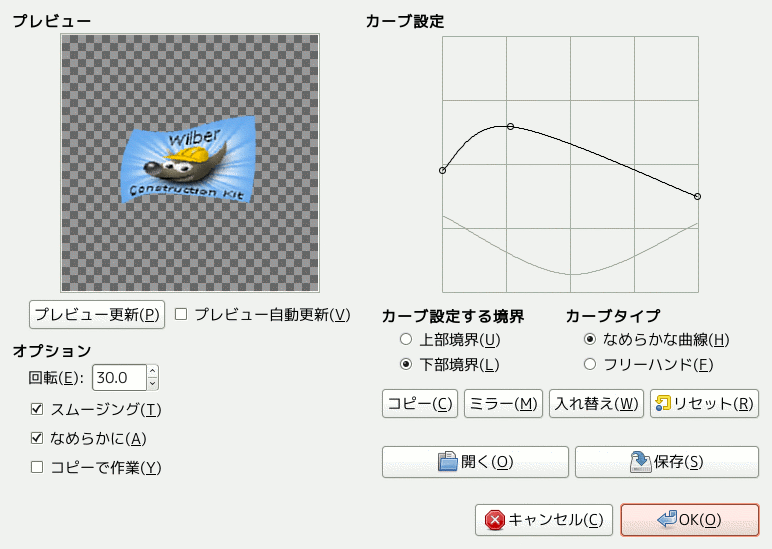 プレビュー
Wilber
Construction Kit
プレビュー更新(P)
プレビュー自動更新(V)
オプション
回転(E): 30.0
スムージング(T)
なめらかに(A)
コピーで作業(Y)
カーブ設定
カーブ設定する境界
上部境界(U)
下部境界(L)
カーブタイプ
なめらかな曲線(H)
フリーハンド(F)
コピー(C) ミラー(M) 入れ替え(W) リセット(R)
開く(O) 保存(S)
キャンセル(C) OK(O)